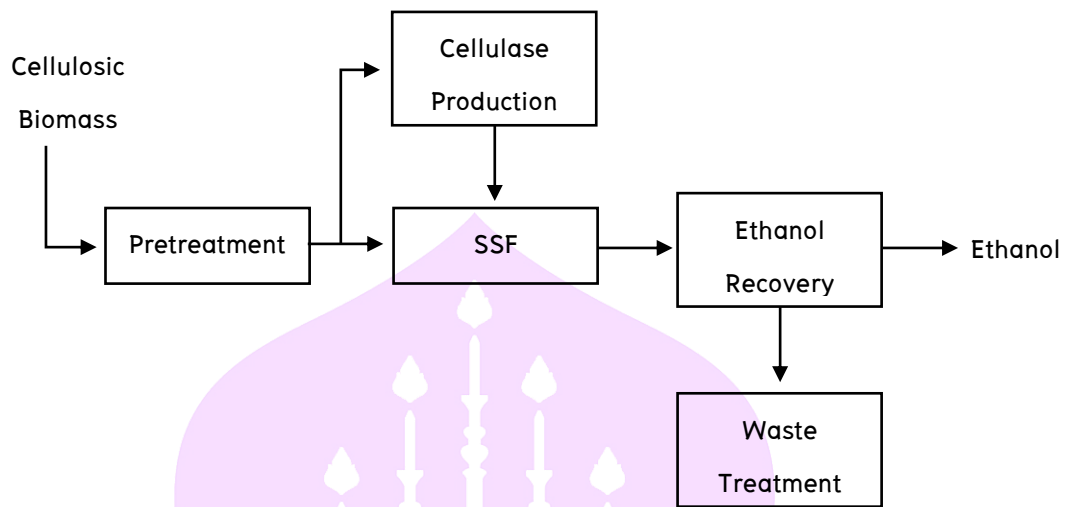 Cellulosic
Biomass
Cellulase
Production
Pretreatment
SSF
Ethanol
Recovery
Ethanol
Waste
Treatment